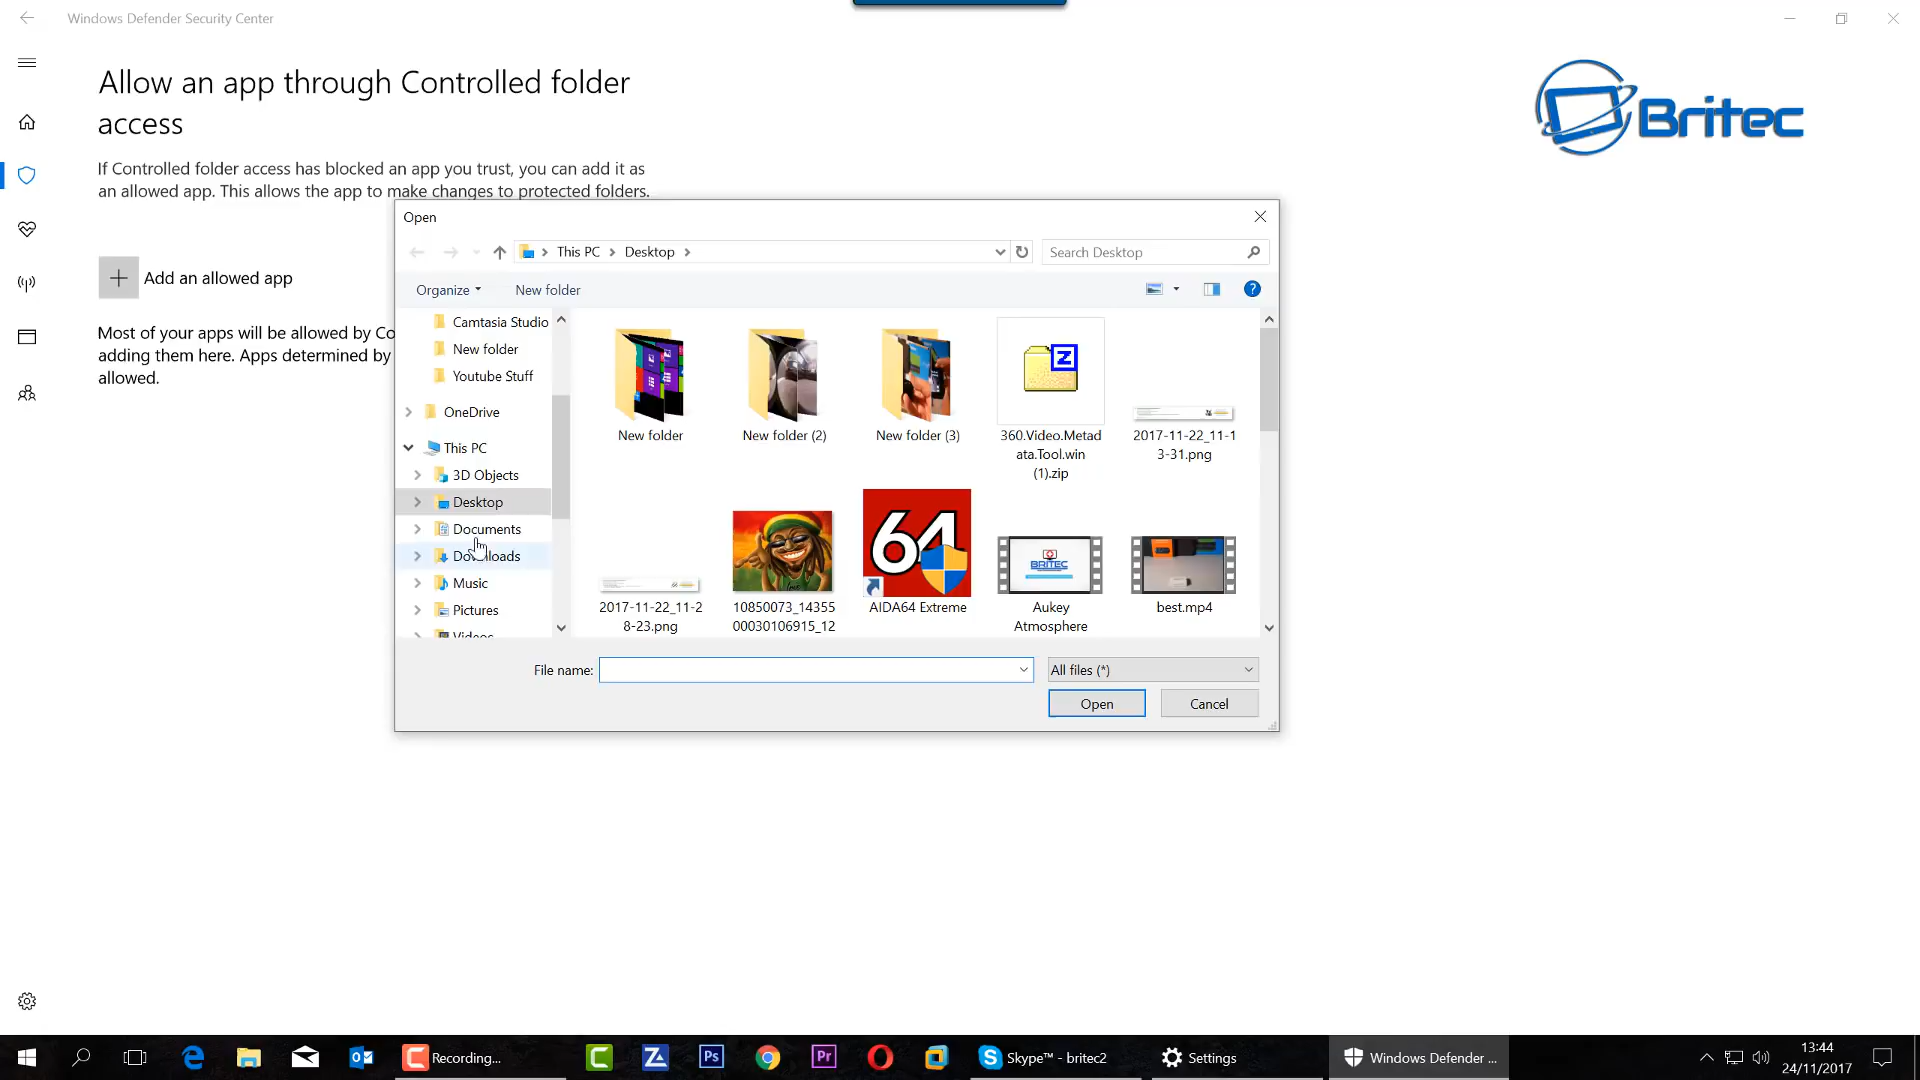 Windows Defender Security Center
Allow an app through Controlled folder
access
If Controlled folder access has blocked an app you trust, you can add it as
an allowed app. This allows the app to make changes to protected folders.
Britec
Add an allowed app
Most of your apps will be allowed by Co
adding them here. Apps determined by
allowed.
Open
This PC
Desktop
Search Desktop
Organize
New folder
Camtasia Studio
New folder
Youtube Stuff
OneDrive
This PC
3D Objects
Desktop
Documents
Downloads
Music
Pictures
Videos
New folder
New folder (2)
New folder (3)
360.Video.Metad
ata.Tool.win
(1).zip
2017-11-22_11-1
3-31.png
2017-11-22_11-2
8-23.png
10850073_14355
00030106915_12
64
AIDA64 Extreme
BRITEC
Aukey
Atmosphere
best.mp4
File name:
All files (*)
Open
Cancel
Recording...
Ps
Pr
Skype™ - britec2
Settings
Windows Defender ...
13:44
24/11/2017